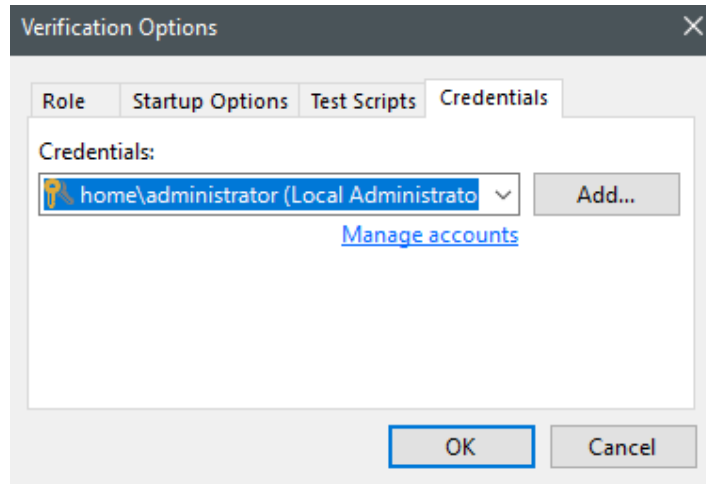 Verification Options
Role Startup Options Test Scripts Credentials
Credentials:
home\administrator (Local Administrato Add...
Manage accounts
OK Cancel